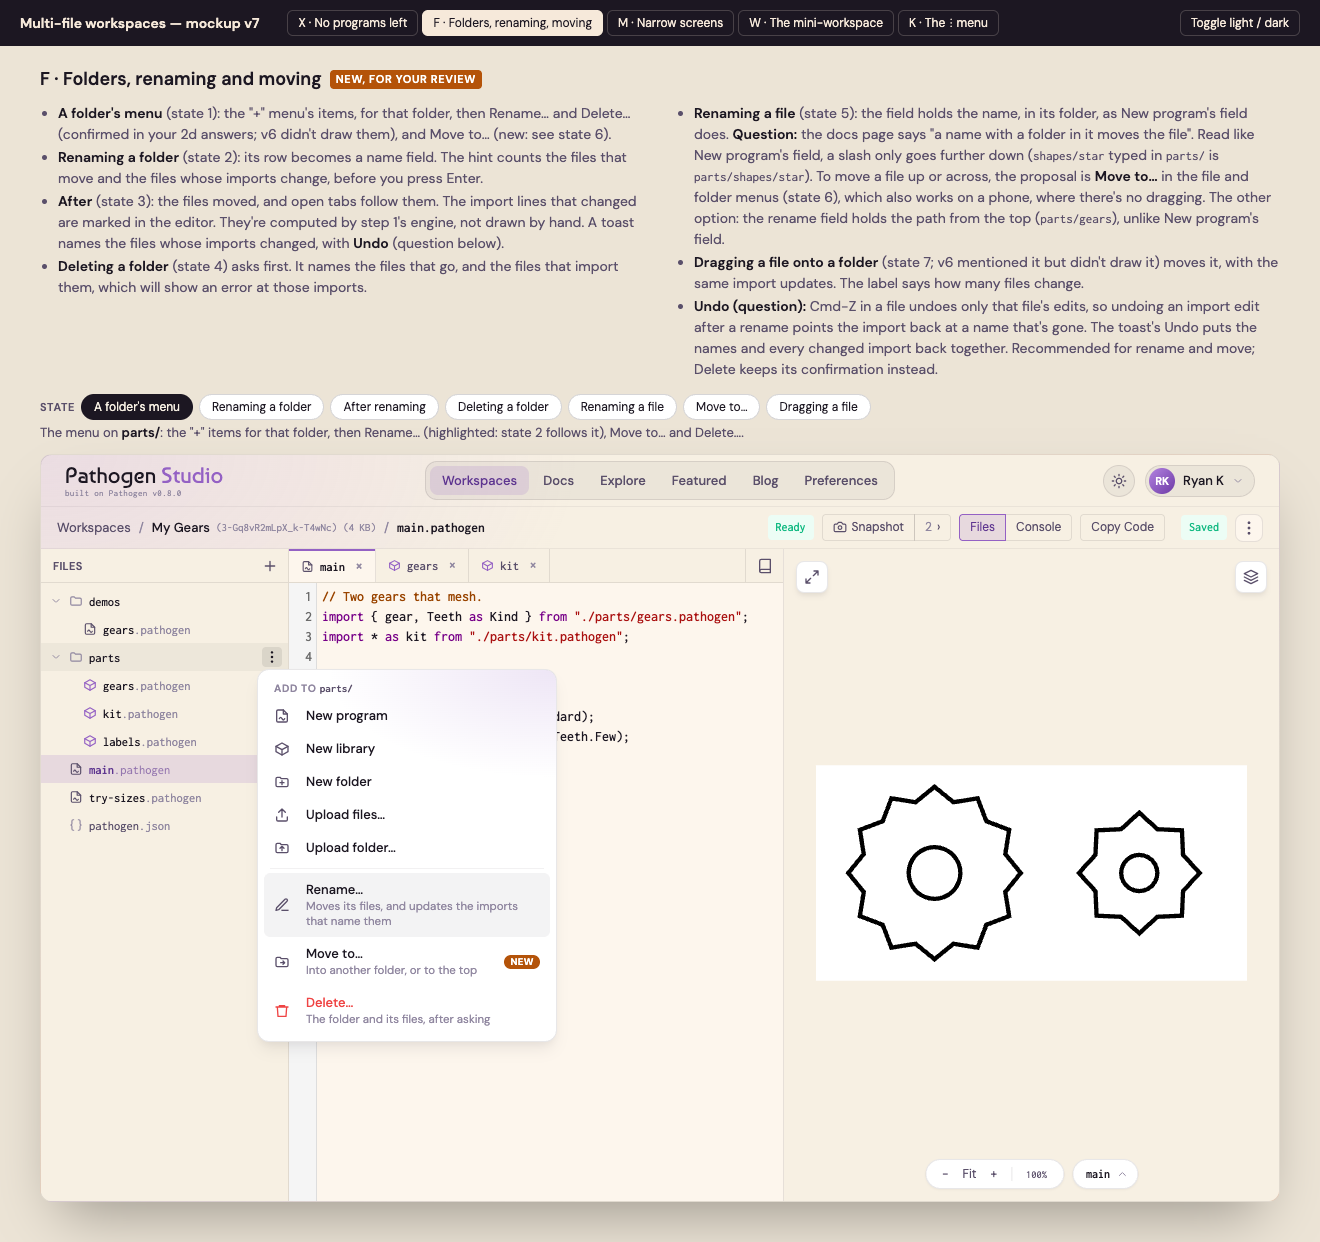 Multi-file workspaces — mockup v7
X · No programs left
F · Folders, renaming, moving
M · Narrow screens
W · The mini-workspace
K · The ⋮ menu
Toggle light / dark
F · Folders, renaming and moving
NEW, FOR YOUR REVIEW
• A folder's menu (state 1): the "+" menu's items, for that folder, then Rename… and Delete…
(confirmed in your 2d answers; v6 didn't draw them), and Move to… (new: see state 6).
• Renaming a folder (state 2): its row becomes a name field. The hint counts the files that
move and the files whose imports change, before you press Enter.
• After (state 3): the files moved, and open tabs follow them. The import lines that changed
are marked in the editor. They're computed by step 1's engine, not drawn by hand. A toast
names the files whose imports changed, with Undo (question below).
• Deleting a folder (state 4) asks first. It names the files that go, and the files that import
them, which will show an error at those imports.
• Renaming a file (state 5): the field holds the name, in its folder, as New program's field
does. Question: the docs page says "a name with a folder in it moves the file". Read like
New program's field, a slash only goes further down (shapes/star typed in parts/ is
parts/shapes/star). To move a file up or across, the proposal is Move to… in the file and
folder menus (state 6), which also works on a phone, where there's no dragging. The other
option: the rename field holds the path from the top (parts/gears), unlike New program's
field.
• Dragging a file onto a folder (state 7; v6 mentioned it but didn't draw it) moves it, with the
same import updates. The label says how many files change.
• Undo (question): Cmd-Z in a file undoes only that file's edits, so undoing an import edit
after a rename points the import back at a name that's gone. The toast's Undo puts the
names and every changed import back together. Recommended for rename and move;
Delete keeps its confirmation instead.
STATE
A folder's menu
Renaming a folder
After renaming
Deleting a folder
Renaming a file
Move to…
Dragging a file
The menu on parts/: the "+" items for that folder, then Rename… (highlighted: state 2 follows it), Move to… and Delete….
Pathogen Studio
built on Pathogen v0.8.0
Workspaces
Docs
Explore
Featured
Blog
Preferences
RK
Ryan K
Workspaces / My Gears (3-Gq8vR2mLpX_k-T4wNc) (4 KB) / main.pathogen
Ready
Snapshot
2 ›
Files
Console
Copy Code
Saved
FILES
demos
gears.pathogen
parts
gears.pathogen
kit.pathogen
labels.pathogen
main.pathogen
try-sizes.pathogen
{ } pathogen.json
main ×
gears ×
kit ×
1 // Two gears that mesh.
2 import { gear, Teeth as Kind } from "./parts/gears.pathogen";
3 import * as kit from "./parts/kit.pathogen";
4
dard);
Teeth.Few);
ADD TO parts/
New program
New library
New folder
Upload files…
Upload folder…
Rename…
Moves its files, and updates the imports
that name them
Move to…
Into another folder, or to the top
NEW
Delete…
The folder and its files, after asking
− Fit + 100%
main